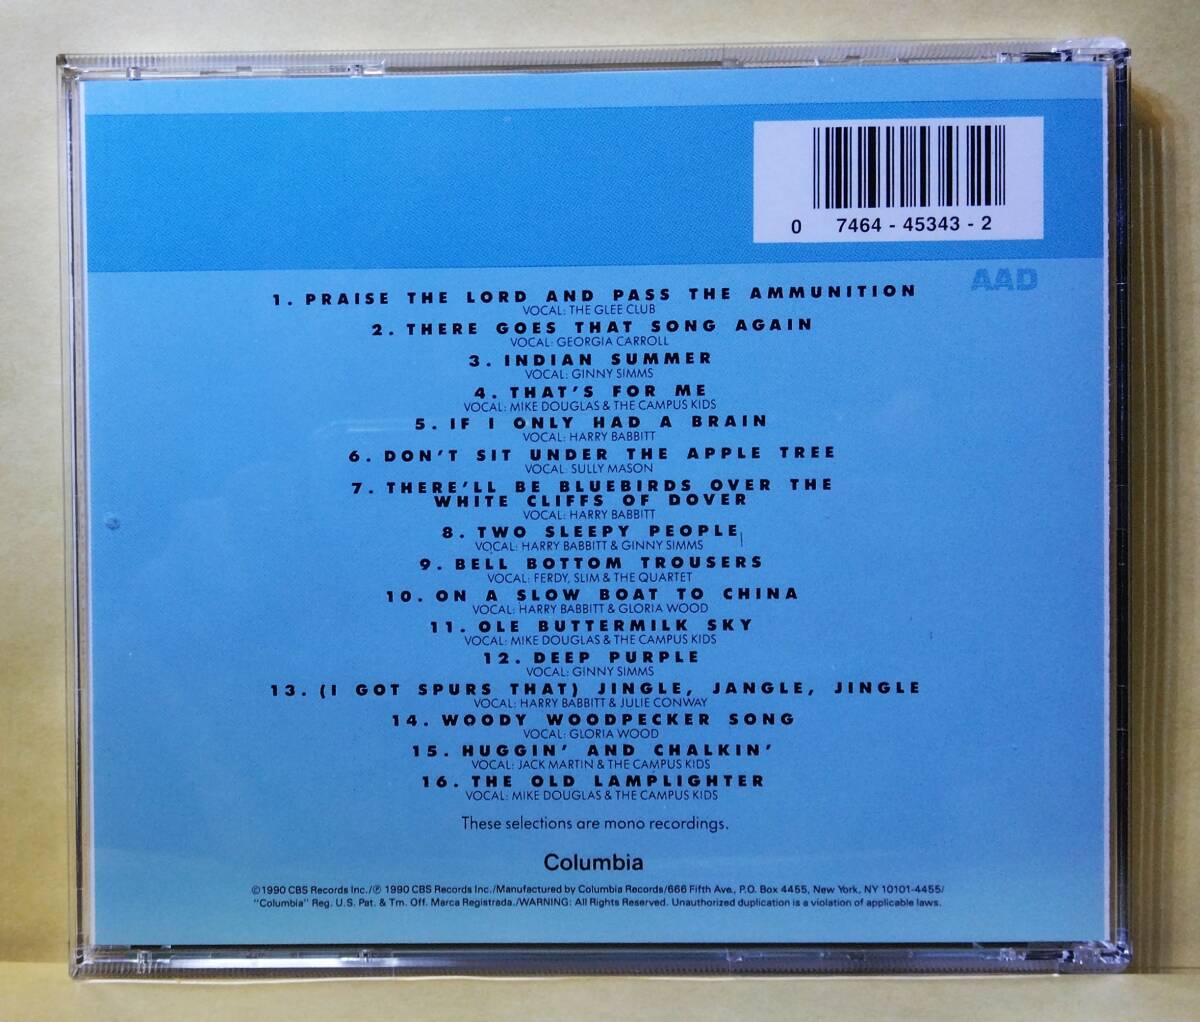 0 7464 - 45343 - 2
AAD
1. PRAISE THE LORD AND PASS THE AMMUNITION
VOCAL: THE GLEE CLUB
2. THERE GOES THAT SONG AGAIN
VOCAL: GEORGIA CARROLL
3. INDIAN SUMMER
VOCAL: GINNY SIMMS
4. THAT'S FOR ME
VOCAL: MIKE DOUGLAS & THE CAMPUS KIDS
5. IF I ONLY HAD A BRAIN
VOCAL: HARRY BABBITT
6. DON'T SIT UNDER THE APPLE TREE
VOCAL: SULLY MASON
7. THERE'LL BE BLUEBIRDS OVER THE
WHITE CLIFFS OF DOVER
VOCAL: HARRY BABBITT
8. TWO SLEEPY PEOPLE
VOCAL: HARRY BABBITT & GINNY SIMMS
9. BELL BOTTOM TROUSERS
VOCAL: FERDY, SLIM & THE QUARTET
10. ON A SLOW BOAT TO CHINA
VOCAL: HARRY BABBITT & GLORIA WOOD
11. OLE BUTTERMILK SKY
VOCAL: MIKE DOUGLAS & THE CAMPUS KIDS
12. DEEP PURPLE
VOCAL: GINNY SIMMS
13. (I GOT SPURS THAT) JINGLE, JANGLE, JINGLE
VOCAL: HARRY BABBITT & JULIE CONWAY
14. WOODY WOODPECKER SONG
VOCAL: GLORIA WOOD
15. HUGGIN' AND CHALKIN'
VOCAL: JACK MARTIN & THE CAMPUS KIDS
16. THE OLD LAMPLIGHTER
VOCAL: MIKE DOUGLAS & THE CAMPUS KIDS
These selections are mono recordings.
Columbia
©1990 CBS Records Inc./℗ 1990 CBS Records Inc./Manufactured by Columbia Records/666 Fifth Ave., P.O. Box 4455, New York, NY 10101-4455/
"Columbia" Reg. U.S. Pat. & Tm. Off. Marca Registrada./WARNING: All Rights Reserved. Unauthorized duplication is a violation of applicable laws.